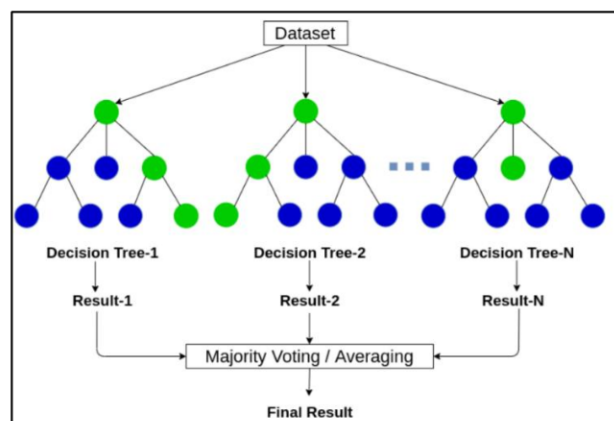 Dataset
Decision Tree-1 Decision Tree-2 Decision Tree-N
Result-1 Result-2 Result-N
Majority Voting / Averaging
Final Result